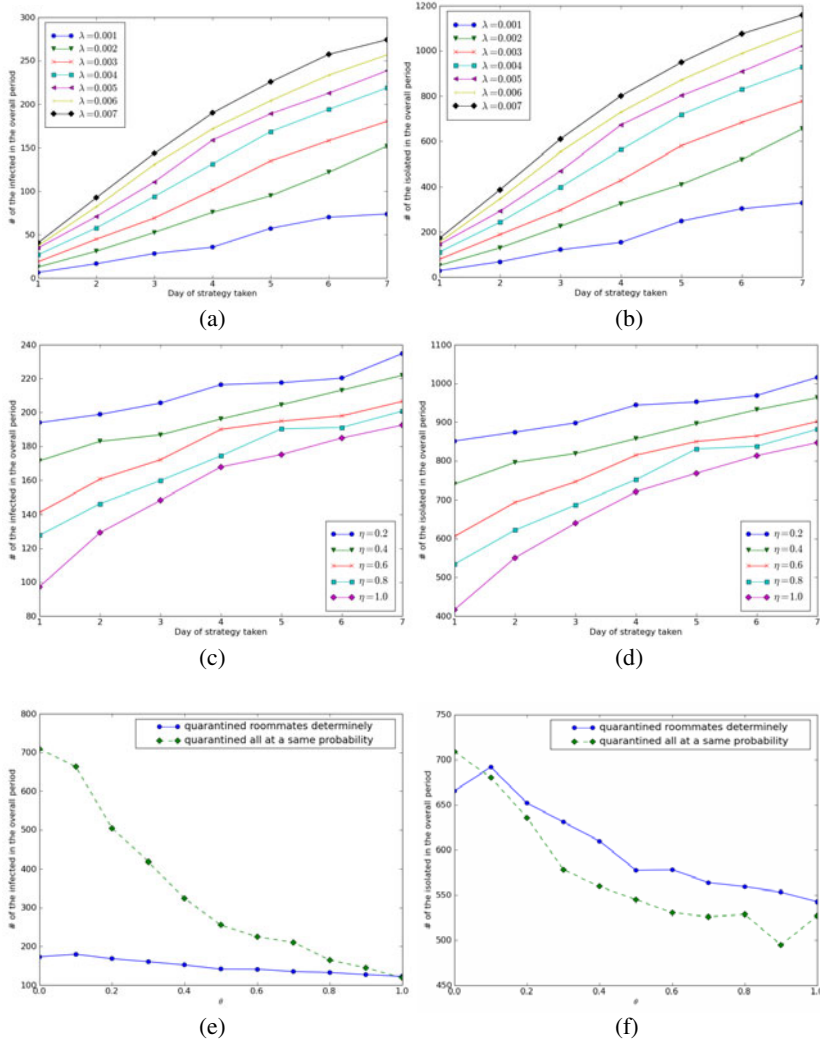 300
250
200
150
100
50
0
# of the infected in the overall period
λ=0.001
λ=0.002
λ=0.003
λ=0.004
λ=0.005
λ=0.006
λ=0.007
1 2 3 4 5 6 7
Day of strategy taken
(a)
1200
1000
800
600
400
200
0
# of the isolated in the overall period
λ=0.001
λ=0.002
λ=0.003
λ=0.004
λ=0.005
λ=0.006
λ=0.007
1 2 3 4 5 6 7
Day of strategy taken
(b)
240
220
200
180
160
140
120
100
80
# of the infected in the overall period
η=0.2
η=0.4
η=0.6
η=0.8
η=1.0
1 2 3 4 5 6 7
Day of strategy taken
(c)
1100
1000
900
800
700
600
500
400
# of the isolated in the overall period
η=0.2
η=0.4
η=0.6
η=0.8
η=1.0
1 2 3 4 5 6 7
Day of strategy taken
(d)
800
700
600
500
400
300
200
100
# of the infected in the overall period
quarantined roommates determinely
quarantined all at a same probability
0.0 0.2 0.4 0.6 0.8 1.0
θ
(e)
750
700
650
600
550
500
450
# of the isolated in the overall period
quarantined roommates determinely
quarantined all at a same probability
0.0 0.2 0.4 0.6 0.8 1.0
θ
(f)